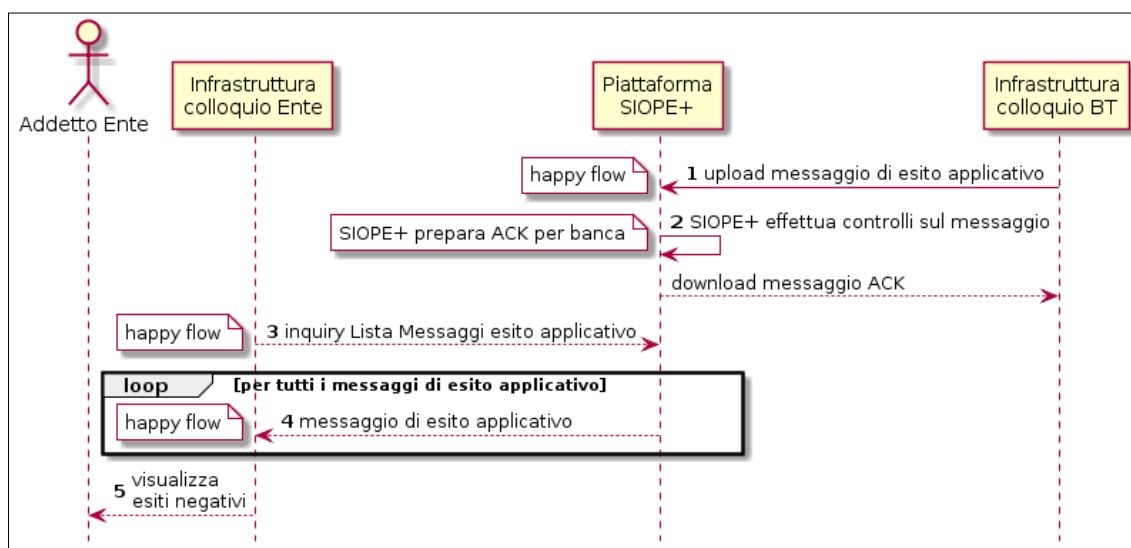 Addetto Ente
Infrastruttura
colloquio Ente
Piattaforma
SIOPE+
Infrastruttura
colloquio BT
happy flow
1 upload messaggio di esito applicativo
SIOPE+ prepara ACK per banca
2 SIOPE+ effettua controlli sul messaggio
download messaggio ACK
happy flow
3 inquiry Lista Messaggi esito applicativo
loop [per tutti i messaggi di esito applicativo]
happy flow
4 messaggio di esito applicativo
5 visualizza
esiti negativi